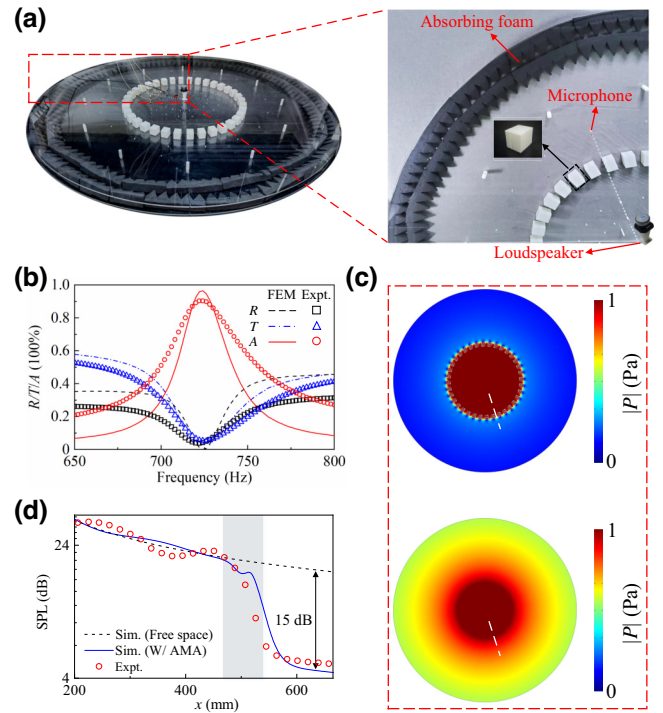 (a)
Absorbing foam
Microphone
Loudspeaker
(b)
1.0
0.8
0.6
0.4
0.2
0
R/T/A (100%)
FEM Expt.
R
T
A
650 700 750 800
Frequency (Hz)
(c)
1
0
|P| (Pa)
1
0
|P| (Pa)
(d)
24
4
SPL (dB)
15 dB
Sim. (Free space)
Sim. (W/ AMA)
Expt.
200 400 600
x (mm)